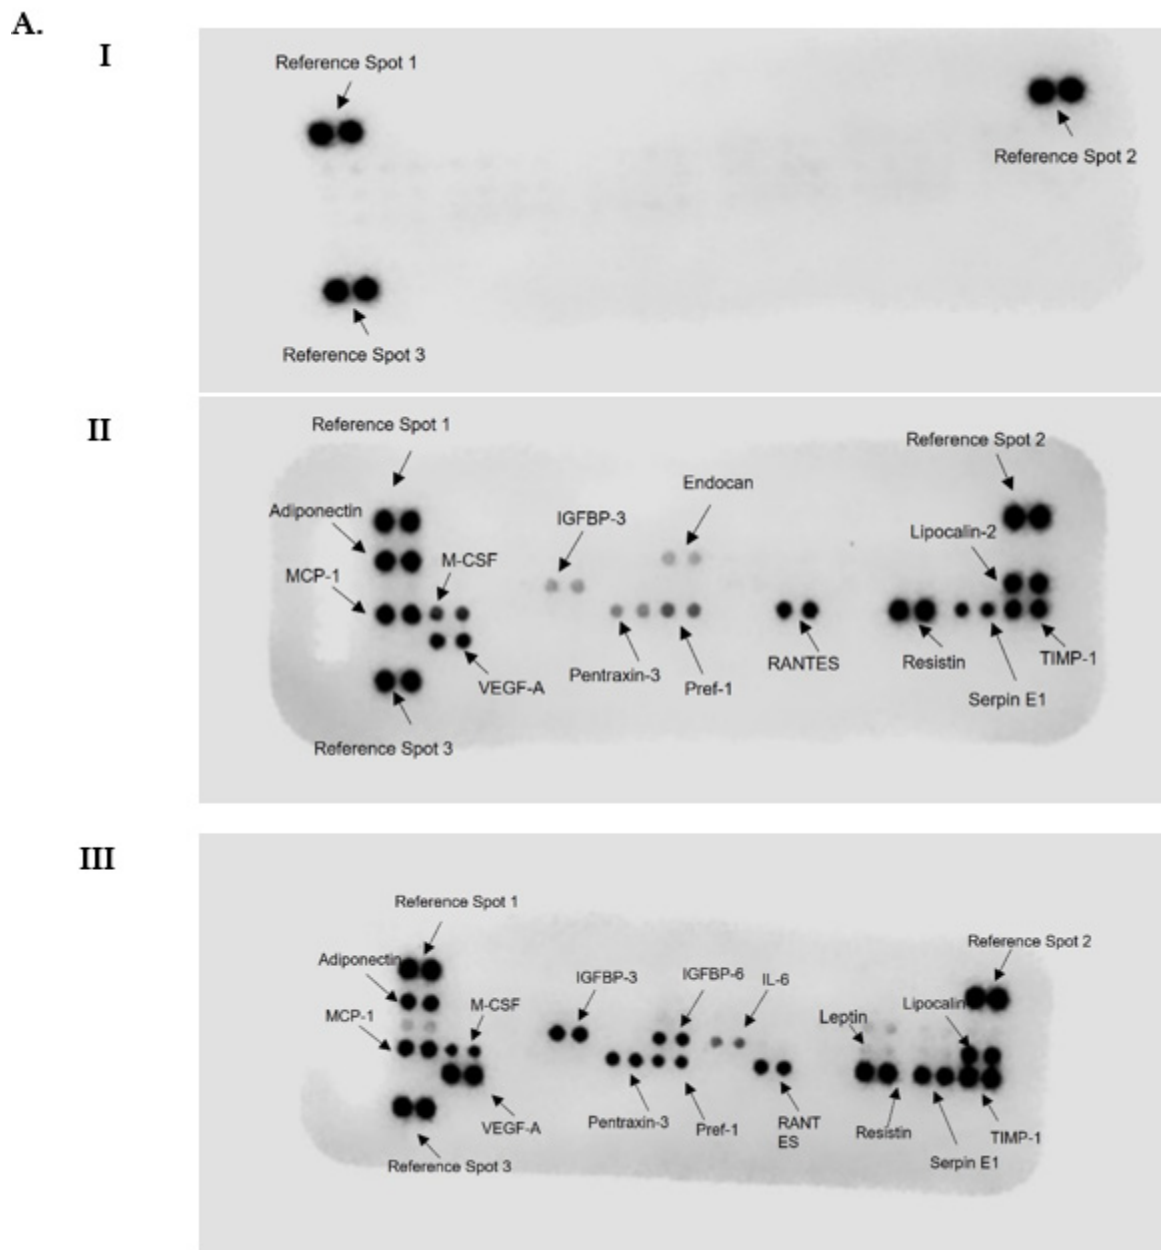 A.
I
Reference Spot 1
Reference Spot 2
Reference Spot 3
II
Reference Spot 1
Reference Spot 2
Endocan
Adiponectin
IGFBP-3
Lipocalin-2
M-CSF
MCP-1
RANTES
Resistin
TIMP-1
Pentraxin-3
VEGF-A
Pref-1
Serpin E1
Reference Spot 3
III
Reference Spot 1
Reference Spot 2
Adiponectin
IGFBP-3
IGFBP-6
IL-6
M-CSF
Lipocalin
MCP-1
Leptin
Pentraxin-3
RANT
ES
VEGF-A
Pref-1
Resistin
TIMP-1
Serpin E1
Reference Spot 3